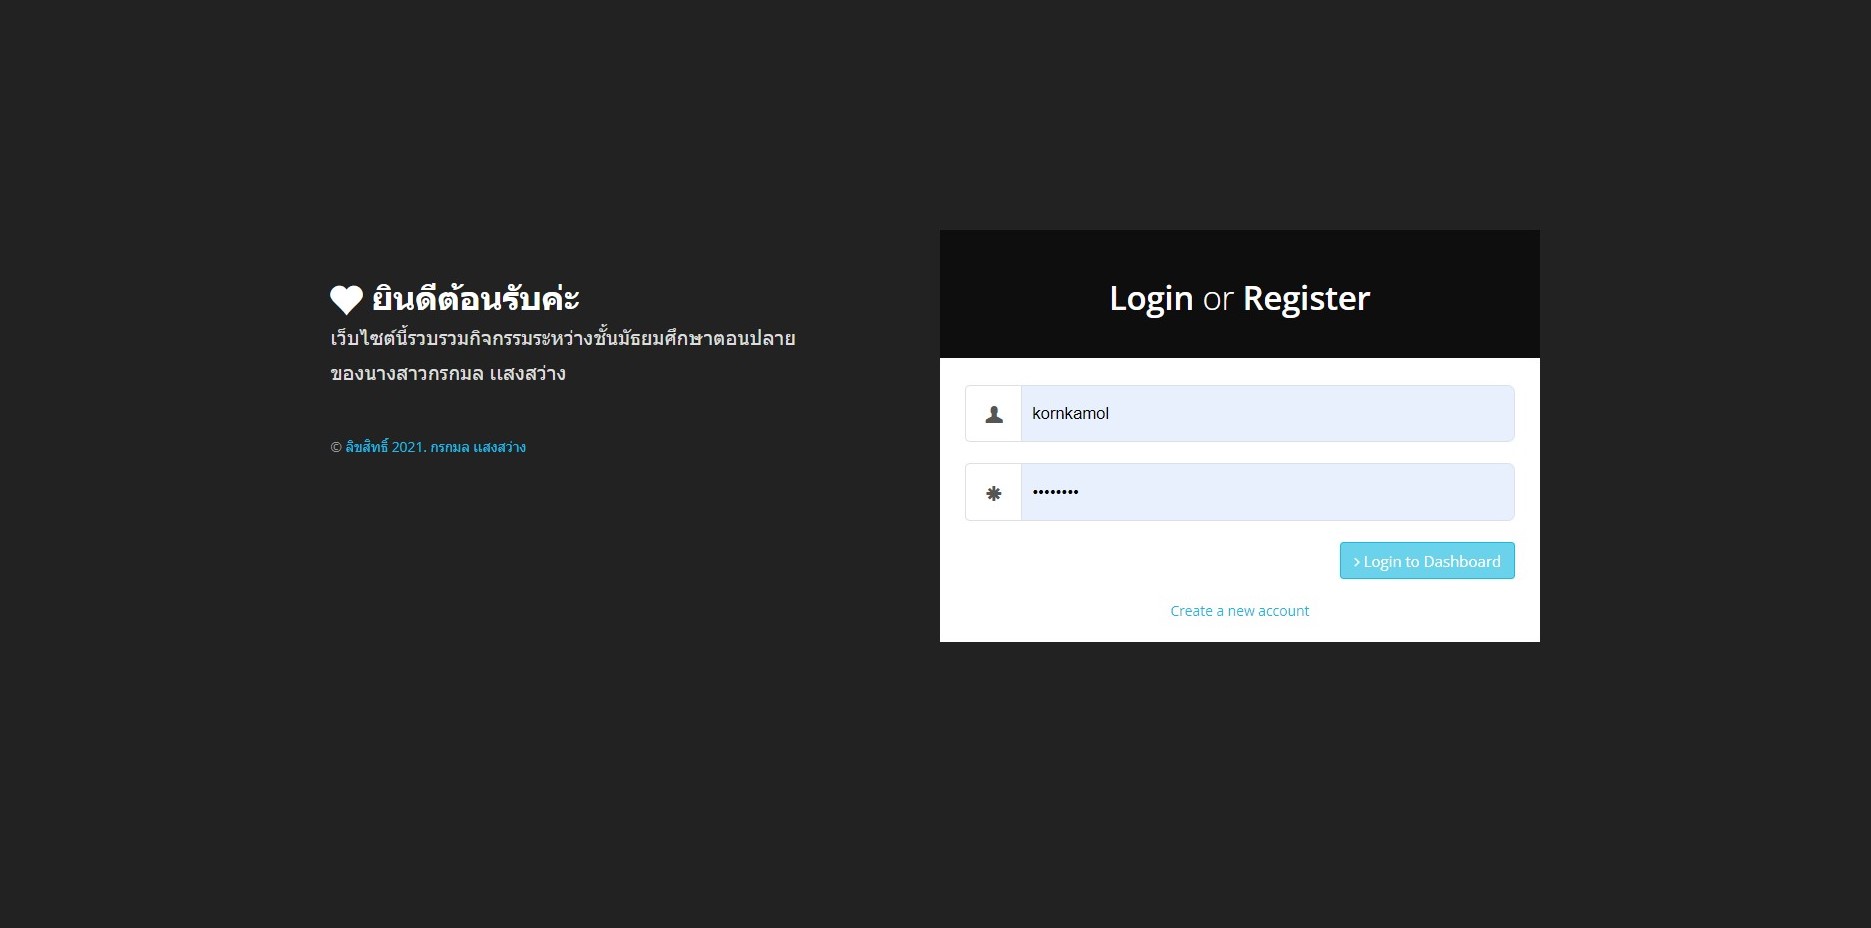 ยินดีต้อนรับค่ะ
เว็บไซต์นี้รวบรวมกิจกรรมระหว่างชั้นมัธยมศึกษาตอนปลาย
ของนางสาวกรกมล แสงสว่าง
© ลิขสิทธิ์ 2021. กรกมล แสงสว่าง
Login or Register
kornkamol
••••••••
› Login to Dashboard
Create a new account